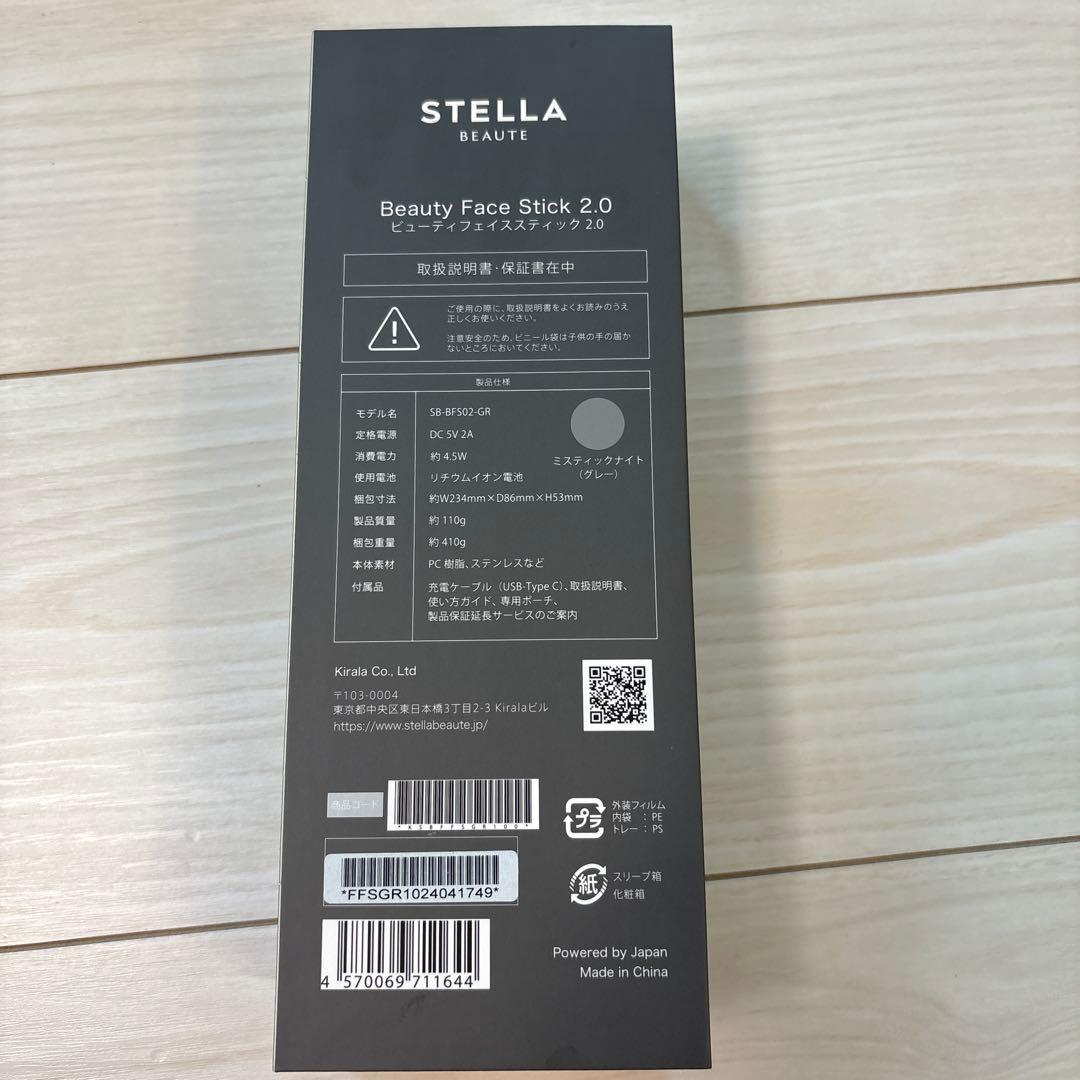 STELLA
BEAUTE
Beauty Face Stick 2.0
ビューティフェイススティック 2.0
取扱説明書・保証書在中
ご使用の際に、取扱説明書をよくお読みのうえ
正しくお使いください。
注意安全のため、ビニール袋は子供の手の届か
ないところにおいてください。
製品仕様
モデル名 SB-BFS02-GR
定格電源 DC 5V 2A
消費電力 約 4.5W
使用電池 リチウムイオン電池
梱包寸法 約W234mm×D86mm×H53mm
製品質量 約 110g
梱包重量 約 410g
本体素材 PC 樹脂、ステンレスなど
付属品 充電ケーブル（USB-Type C）、取扱説明書、
使い方ガイド、専用ポーチ、
製品保証延長サービスのご案内
ミスティックナイト
（グレー）
Kirala Co., Ltd
〒103-0004
東京都中央区東日本橋3丁目2-3 Kiralaビル
https://www.stellabeaute.jp/
商品コード
*KSBFFSGR100*
*FFSGR1024041749*
4 570069 711644
プラ
外装フィルム
内袋 ： PE
トレー ： PS
紙
スリーブ箱
化粧箱
Powered by Japan
Made in China